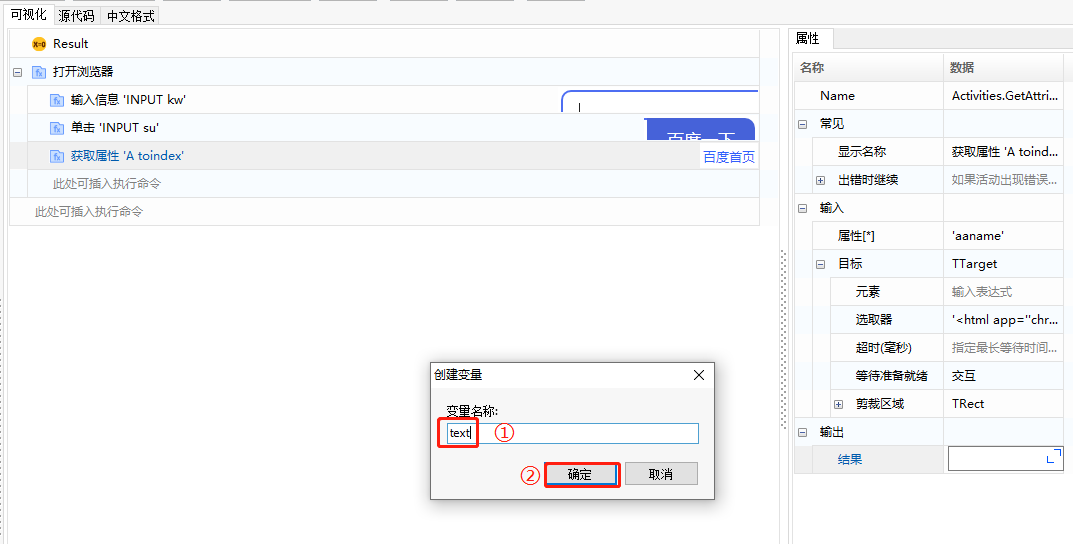 可视化 源代码 中文格式
x=0 Result
fx 打开浏览器
fx 输入信息 'INPUT kw'
fx 单击 'INPUT su'
百度一下
fx 获取属性 'A toindex'
百度首页
此处可插入执行命令
此处可插入执行命令
创建变量
变量名称:
text ①
② 确定 取消
属性
名称 数据
Name Activities.GetAttri...
常见
显示名称 获取属性 'A toind...
出错时继续 如果活动出现错误...
输入
属性[*] 'aaname'
目标 TTarget
元素 输入表达式
选取器 '<html app="chr...
超时(毫秒) 指定最长等待时间...
等待准备就绪 交互
剪裁区域 TRect
输出
结果